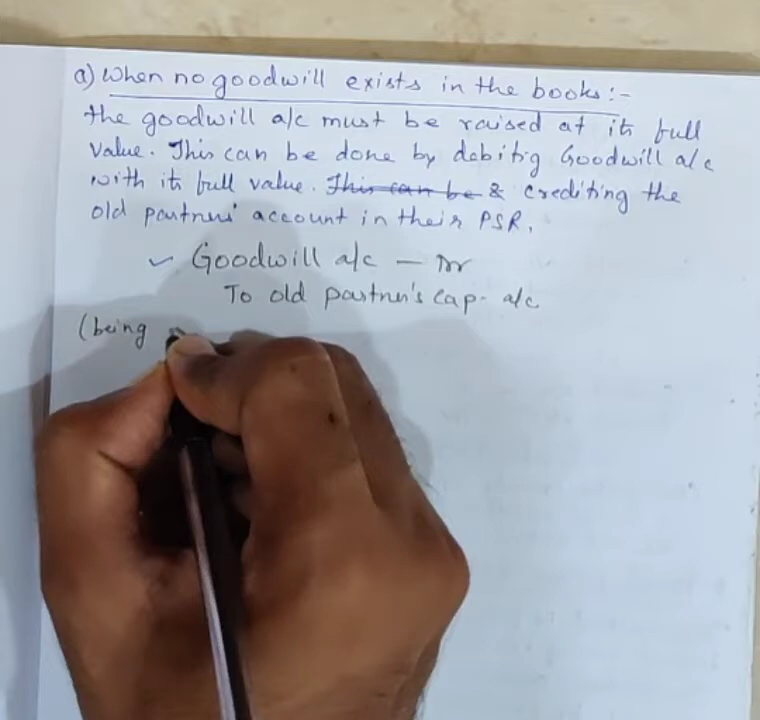 a) When no goodwill exists in the books:-
the goodwill a/c must be raised at its full
value. This can be done by debitig Goodwill a/c
with its full value. This can be & crediting the
old partners' account in their PSR.
✓ Goodwill a/c — Dr
To old partner's cap. a/c
(being